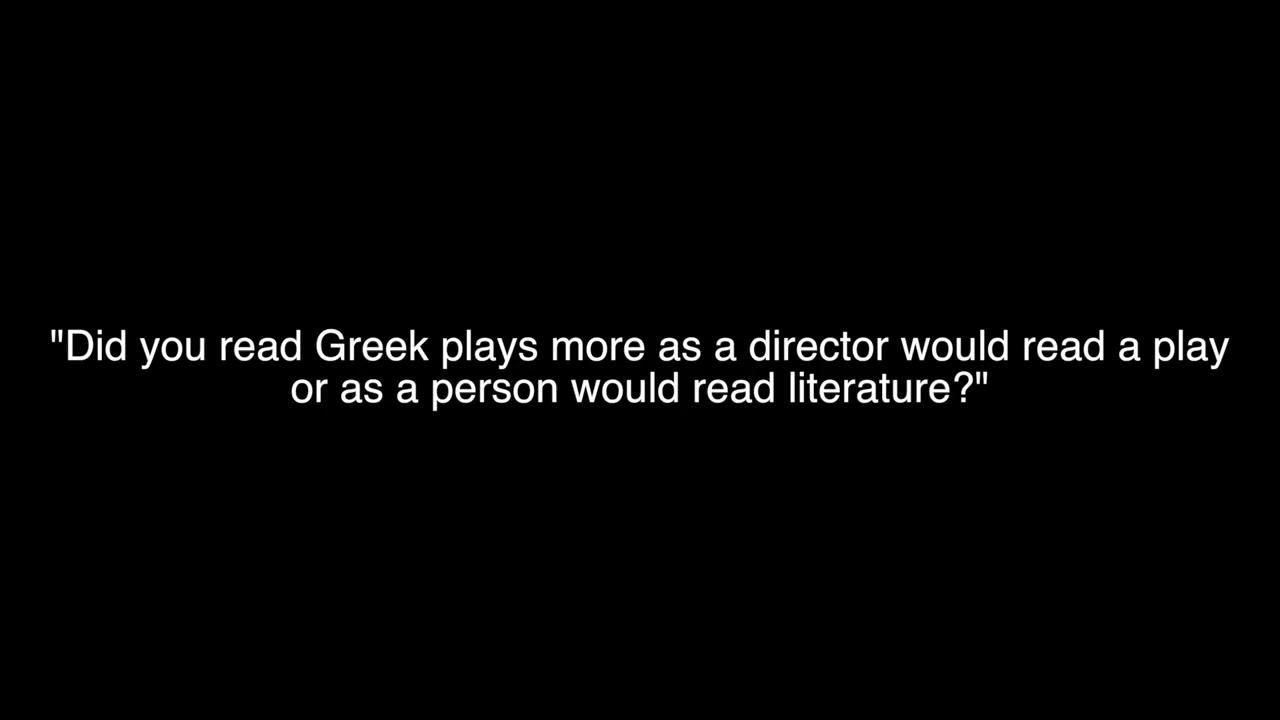 "Did you read Greek plays more as a director would read a play
or as a person would read literature?"